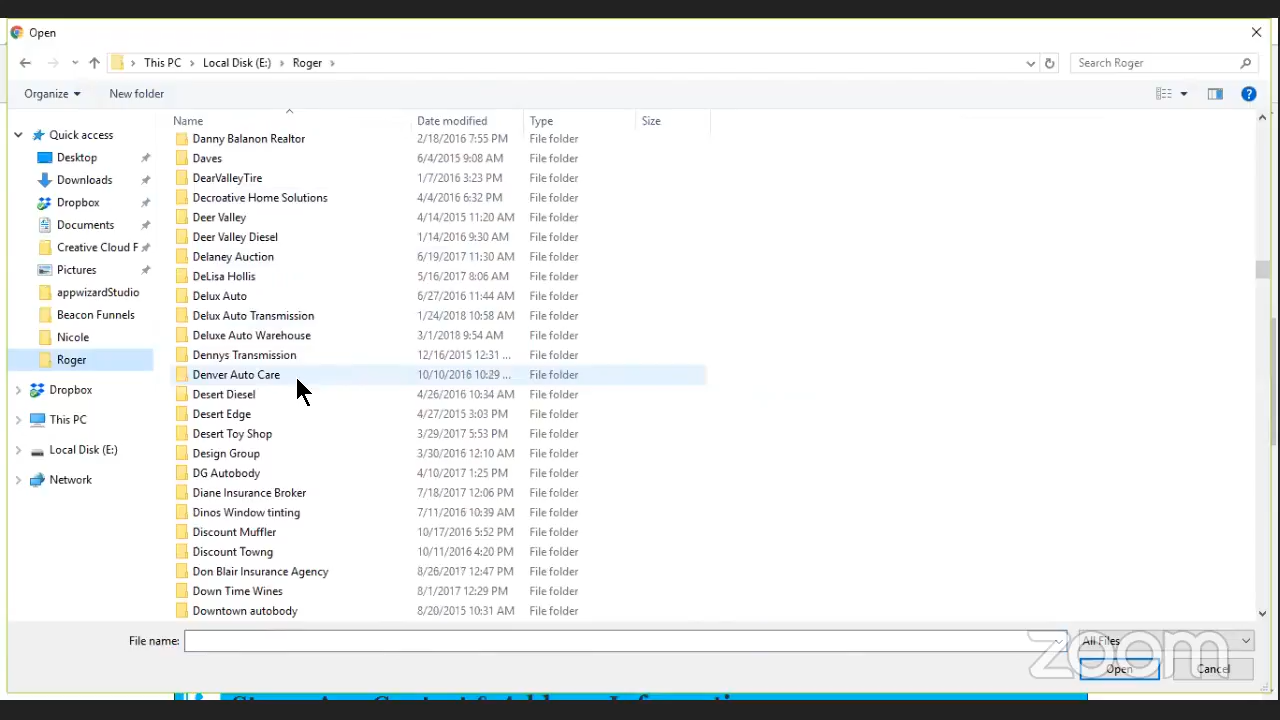 Open
This PC > Local Disk (E:) > Roger >
Search Roger
Organize
New folder
Name Date modified Type Size
Quick access
Desktop
Downloads
Dropbox
Documents
Creative Cloud F
Pictures
appwizardStudio
Beacon Funnels
Nicole
Roger
Dropbox
This PC
Local Disk (E:)
Network
Danny Balanon Realtor 2/18/2016 7:55 PM File folder
Daves 6/4/2015 9:08 AM File folder
DearValleyTire 1/7/2016 3:23 PM File folder
Decroative Home Solutions 4/4/2016 6:32 PM File folder
Deer Valley 4/14/2015 11:20 AM File folder
Deer Valley Diesel 1/14/2016 9:30 AM File folder
Delaney Auction 6/19/2017 11:30 AM File folder
DeLisa Hollis 5/16/2017 8:06 AM File folder
Delux Auto 6/27/2016 11:44 AM File folder
Delux Auto Transmission 1/24/2018 10:58 AM File folder
Deluxe Auto Warehouse 3/1/2018 9:54 AM File folder
Dennys Transmission 12/16/2015 12:31 ... File folder
Denver Auto Care 10/10/2016 10:29 ... File folder
Desert Diesel 4/26/2016 10:34 AM File folder
Desert Edge 4/27/2015 3:03 PM File folder
Desert Toy Shop 3/29/2017 5:53 PM File folder
Design Group 3/30/2016 12:10 AM File folder
DG Autobody 4/10/2017 1:25 PM File folder
Diane Insurance Broker 7/18/2017 12:06 PM File folder
Dinos Window tinting 7/11/2016 10:39 AM File folder
Discount Muffler 10/17/2016 5:52 PM File folder
Discount Towng 10/11/2016 4:20 PM File folder
Don Blair Insurance Agency 8/26/2017 12:47 PM File folder
Down Time Wines 8/1/2017 12:29 PM File folder
Downtown autobody 8/20/2015 10:31 AM File folder
File name:
All Files
Open Cancel
zoom